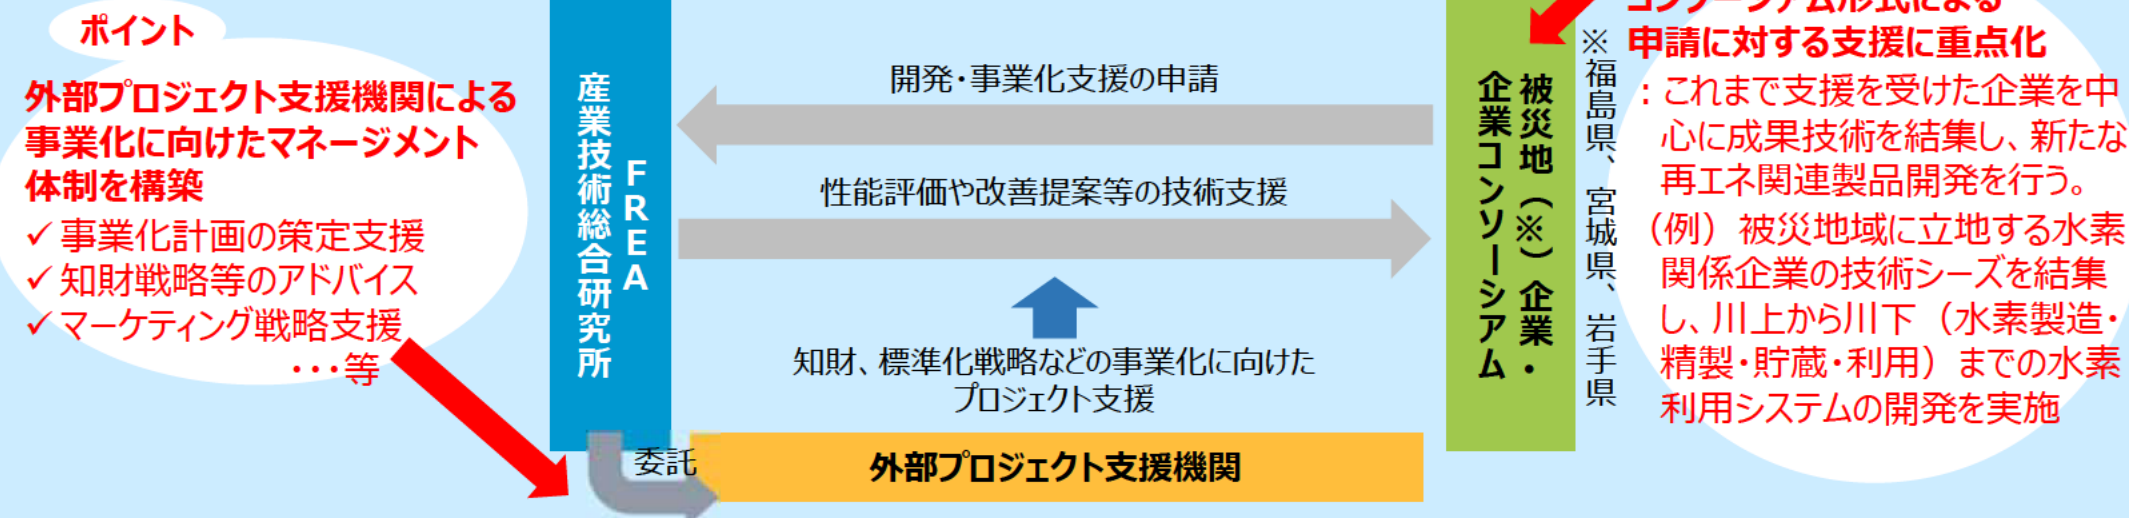 ポイント
外部プロジェクト支援機関による
事業化に向けたマネージメント
体制を構築
✓事業化計画の策定支援
✓知財戦略等のアドバイス
✓マーケティング戦略支援
・・・等
産業技術総合研究所
FREA
開発・事業化支援の申請
性能評価や改善提案等の技術支援
知財、標準化戦略などの事業化に向けた
プロジェクト支援
委託
外部プロジェクト支援機関
被災地(※)企業・
企業コンソーシアム
※福島県、宮城県、岩手県
コンソーシアム形式による
申請に対する支援に重点化
:これまで支援を受けた企業を中
心に成果技術を結集し、新たな
再エネ関連製品開発を行う。
(例)被災地域に立地する水素
関係企業の技術シーズを結集
し、川上から川下(水素製造・
精製・貯蔵・利用)までの水素
利用システムの開発を実施